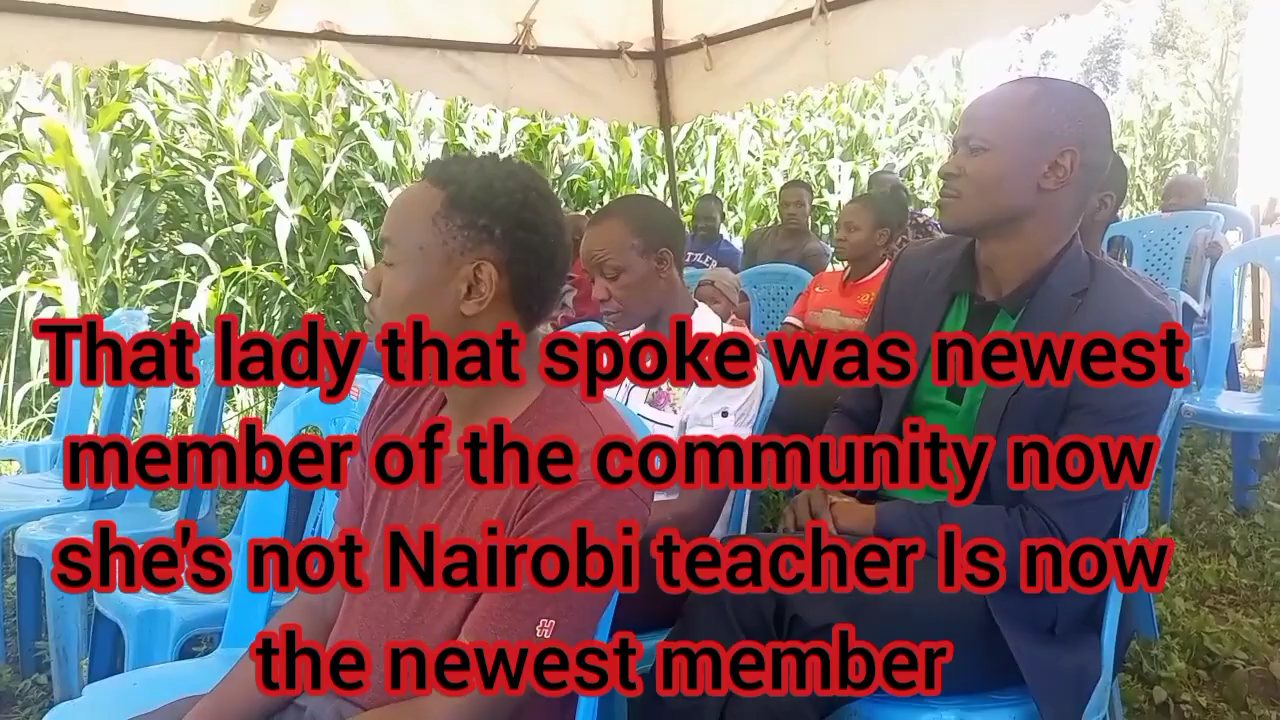 TTLER
That lady that spoke was newest
member of the community now
she's not Nairobi teacher Is now
the newest member
H